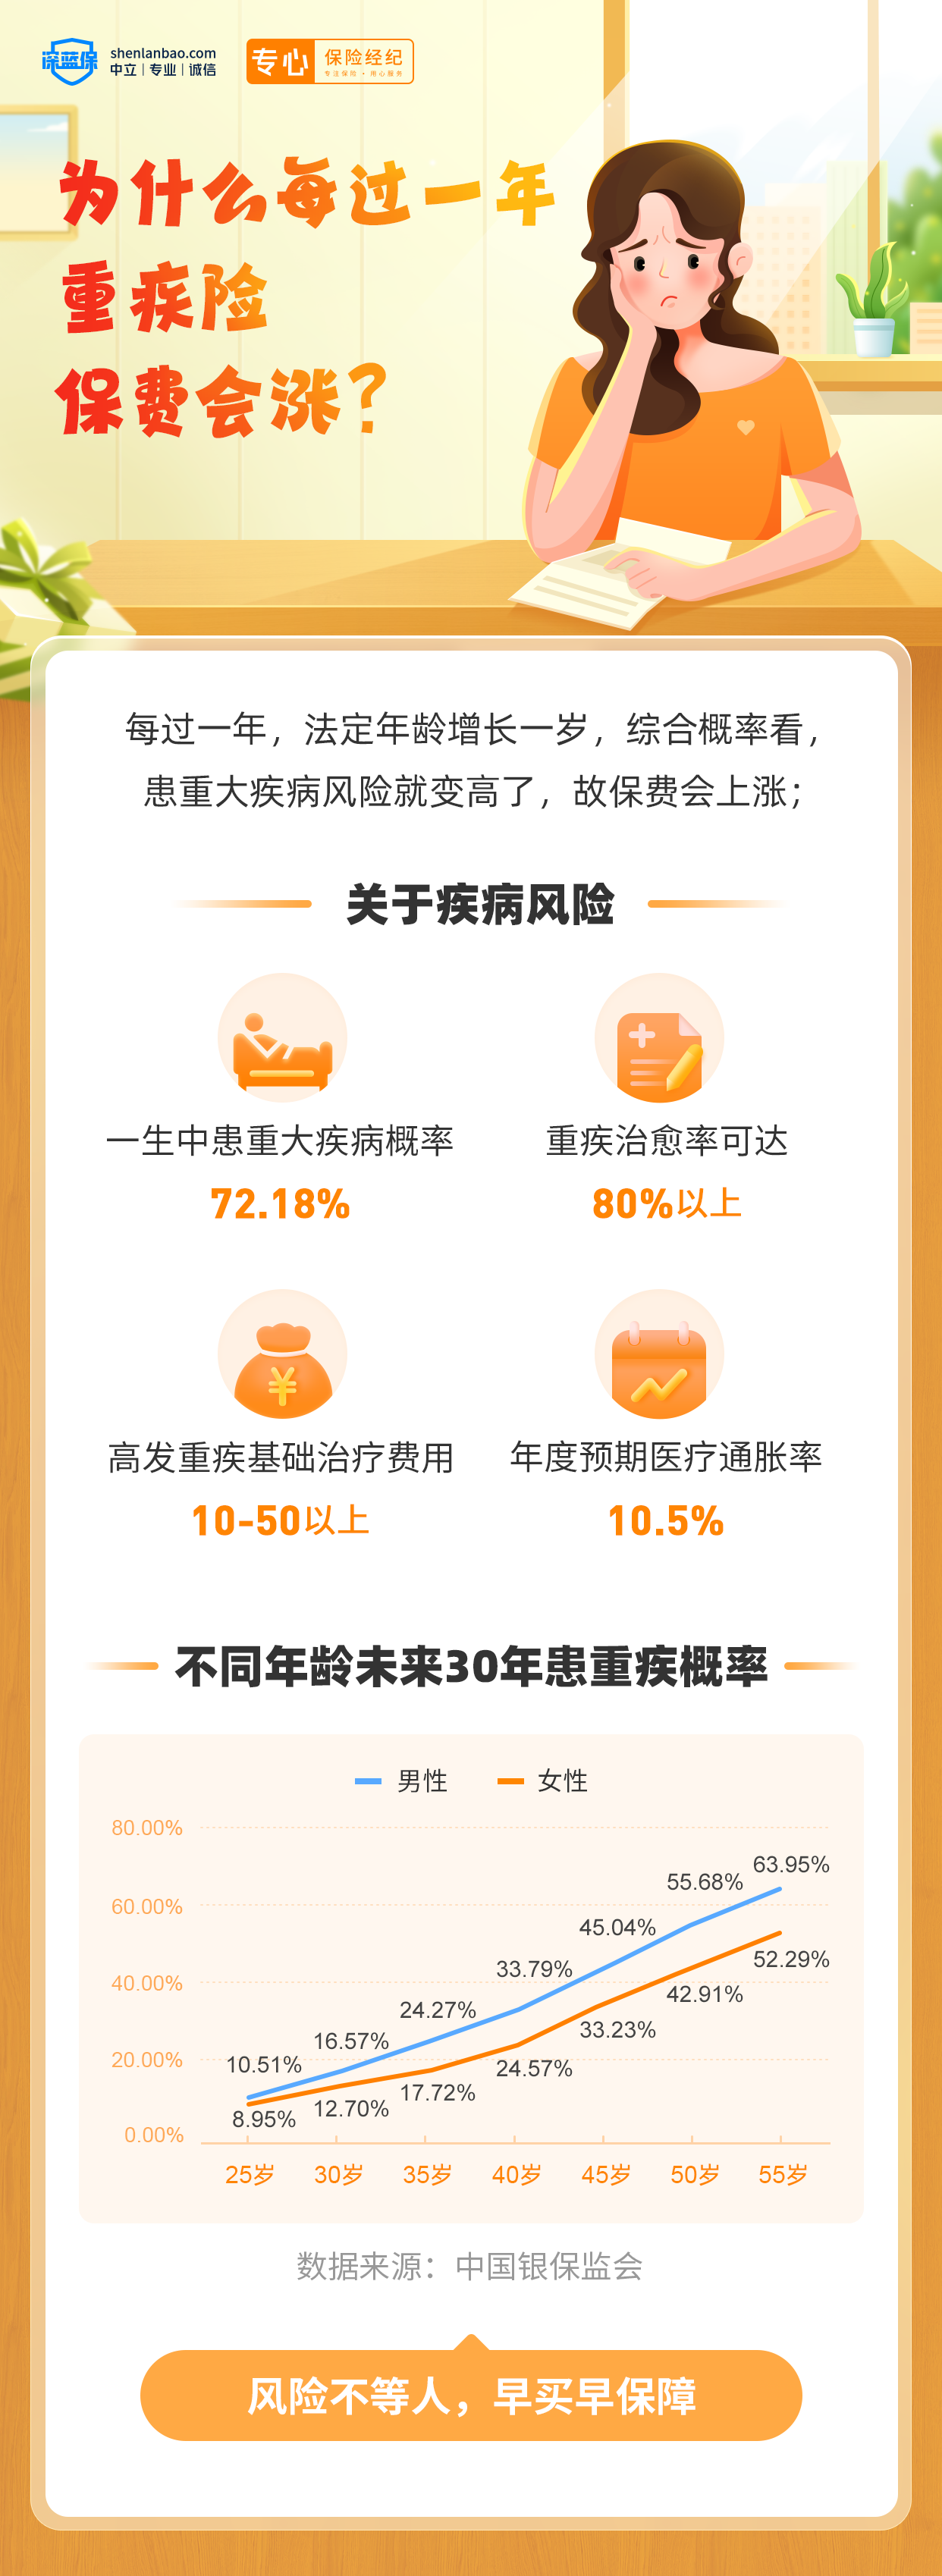 深蓝保
shenlanbao.com
中立 | 专业 | 诚信
专心
保险经纪
专注保险 · 用心服务
为什么每过一年
重疾险
保费会涨?
每过一年，法定年龄增长一岁，综合概率看，
患重大疾病风险就变高了，故保费会上涨；
关于疾病风险
一生中患重大疾病概率
72.18%
重疾治愈率可达
80%以上
¥
高发重疾基础治疗费用
10-50以上
年度预期医疗通胀率
10.5%
不同年龄未来30年患重疾概率
男性 女性
80.00%
63.95%
55.68%
60.00%
45.04%
52.29%
33.79%
40.00%
42.91%
24.27%
33.23%
16.57%
20.00%
10.51%
24.57%
17.72%
12.70%
8.95%
0.00%
25岁 30岁 35岁 40岁 45岁 50岁 55岁
数据来源：中国银保监会
风险不等人，早买早保障